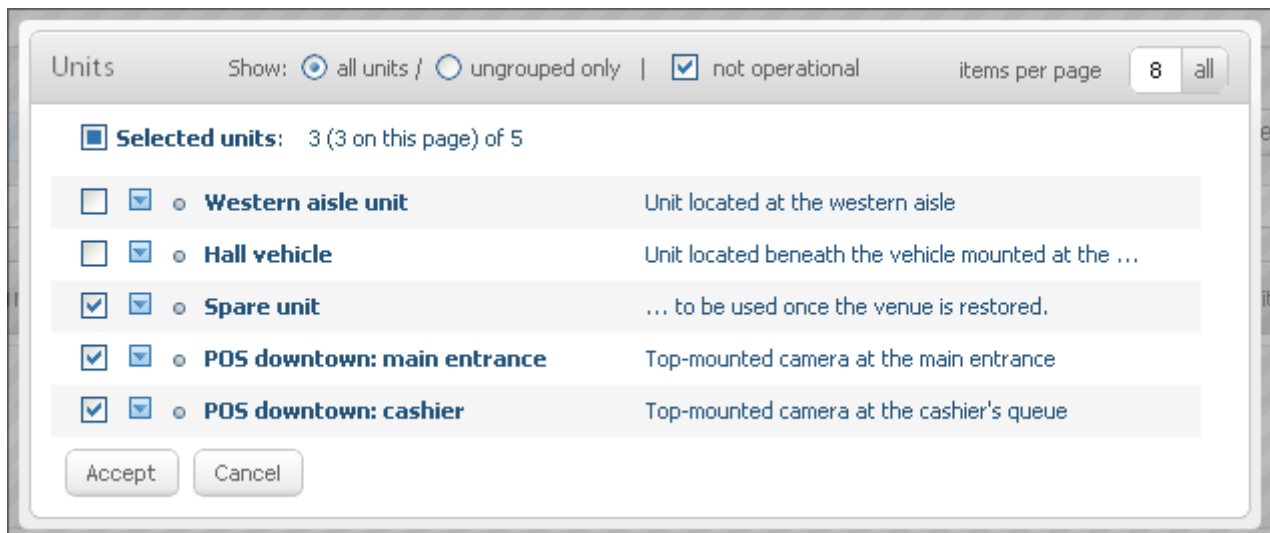 Units Show: all units / ungrouped only | not operational items per page 8 all
Selected units: 3 (3 on this page) of 5
Western aisle unit Unit located at the western aisle
Hall vehicle Unit located beneath the vehicle mounted at the ...
Spare unit ... to be used once the venue is restored.
POS downtown: main entrance Top-mounted camera at the main entrance
POS downtown: cashier Top-mounted camera at the cashier's queue
Accept Cancel